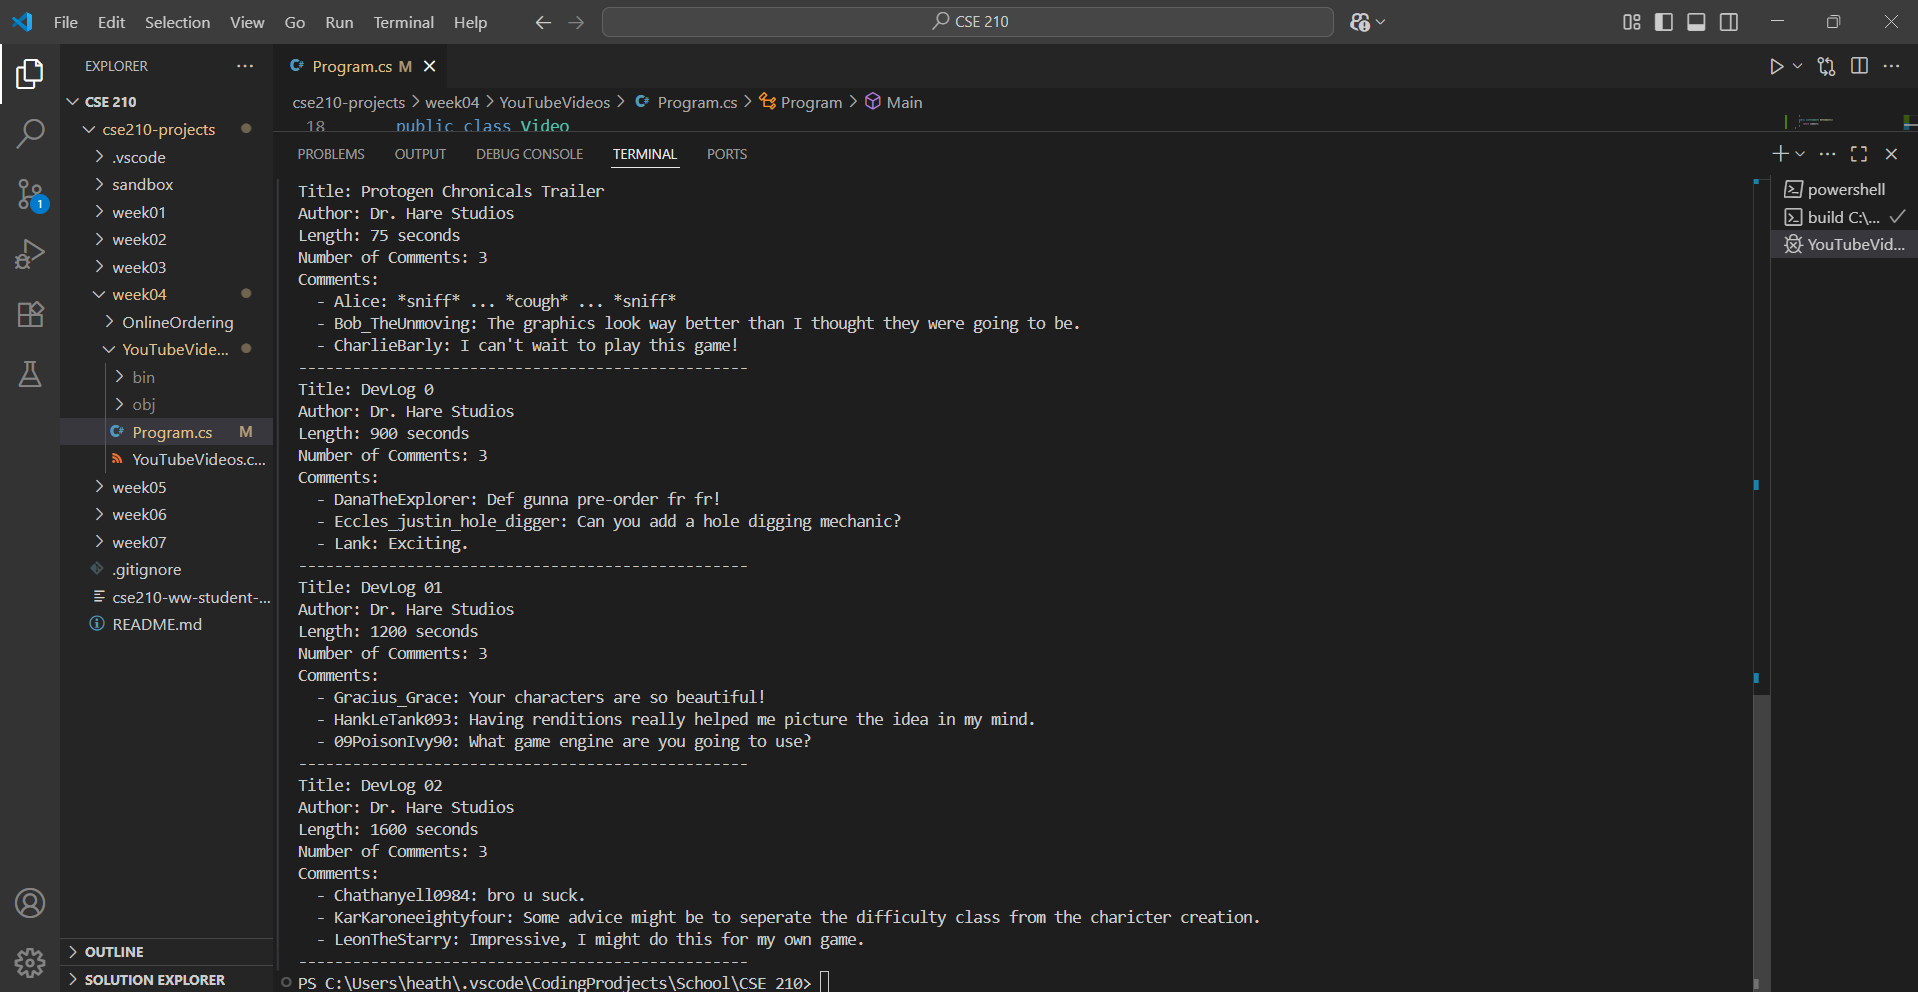 File Edit Selection View Go Run Terminal Help CSE 210
EXPLORER
CSE 210
cse210-projects
.vscode
sandbox
week01
week02
week03
week04
OnlineOrdering
YouTubeVide...
bin
obj
Program.cs M
YouTubeVideos.c...
week05
week06
week07
.gitignore
cse210-ww-student-...
README.md
OUTLINE
SOLUTION EXPLORER
1
Program.cs M
cse210-projects > week04 > YouTubeVideos > Program.cs > Program > Main
18 public class Video
PROBLEMS OUTPUT DEBUG CONSOLE TERMINAL PORTS
Title: Protogen Chronicals Trailer
Author: Dr. Hare Studios
Length: 75 seconds
Number of Comments: 3
Comments:
- Alice: *sniff* ... *cough* ... *sniff*
- Bob_TheUnmoving: The graphics look way better than I thought they were going to be.
- CharlieBarly: I can't wait to play this game!
--------------------------------------------------
Title: DevLog 0
Author: Dr. Hare Studios
Length: 900 seconds
Number of Comments: 3
Comments:
- DanaTheExplorer: Def gunna pre-order fr fr!
- Eccles_justin_hole_digger: Can you add a hole digging mechanic?
- Lank: Exciting.
--------------------------------------------------
Title: DevLog 01
Author: Dr. Hare Studios
Length: 1200 seconds
Number of Comments: 3
Comments:
- Gracius_Grace: Your characters are so beautiful!
- HankLeTank093: Having renditions really helped me picture the idea in my mind.
- 09PoisonIvy90: What game engine are you going to use?
--------------------------------------------------
Title: DevLog 02
Author: Dr. Hare Studios
Length: 1600 seconds
Number of Comments: 3
Comments:
- Chathanyell0984: bro u suck.
- KarKaroneeightyfour: Some advice might be to seperate the difficulty class from the charicter creation.
- LeonTheStarry: Impressive, I might do this for my own game.
--------------------------------------------------
PS C:\Users\heath\.vscode\CodingProdjects\School\CSE 210>
powershell
build C:\...
YouTubeVid...